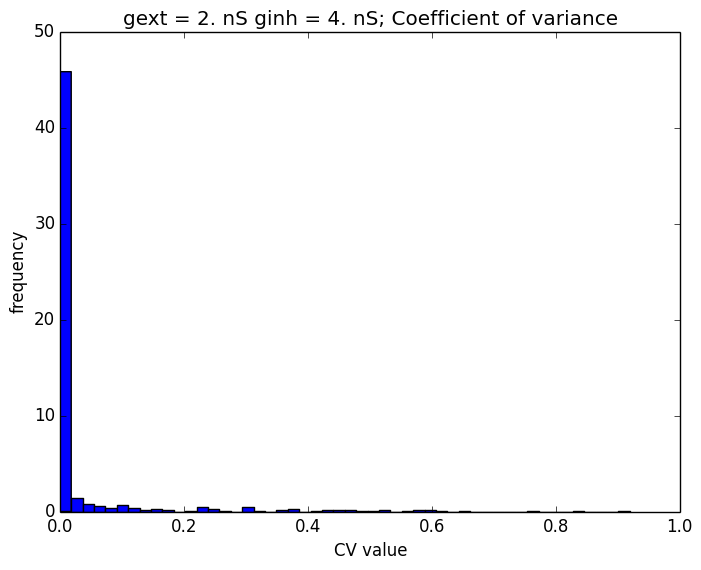 gext = 2. nS ginh = 4. nS; Coefficient of variance
50
40
30
20
10
0
frequency
0.0 0.2 0.4 0.6 0.8 1.0
CV value